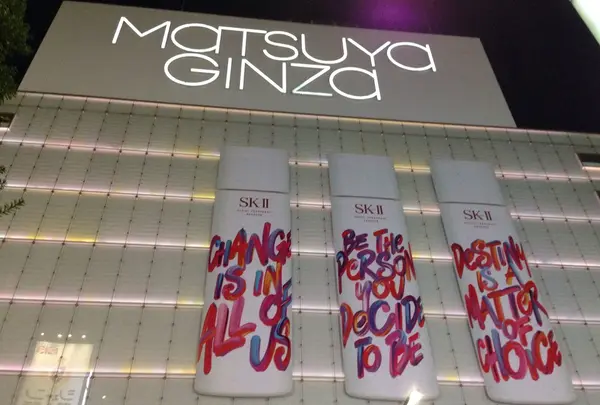 MATSUYA
GINZA
SK-II
CHANGE
IS IN
ALL OF
US
SK-II
BE THE
PERSON
YOU
DECIDE
TO BE
SK-II
DESTINY
IS A
MATTER
OF
CHOICE